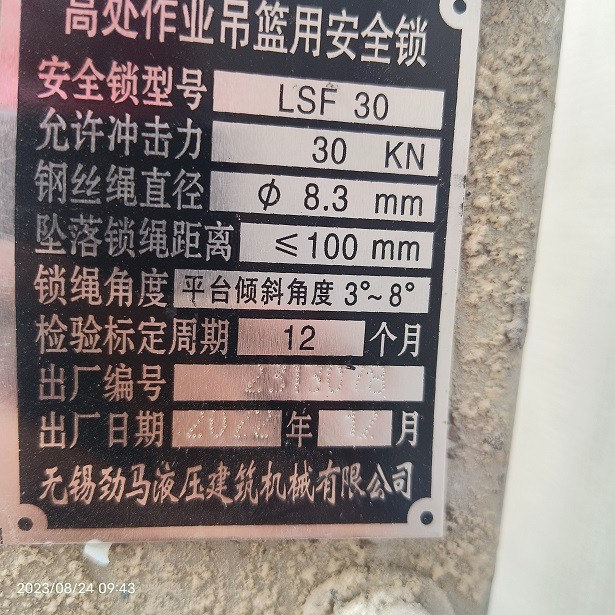 高处作业吊篮用安全锁
安全锁型号 LSF 30
允许冲击力 30 KN
钢丝绳直径 ф 8.3 mm
坠落锁绳距离 ≤100 mm
锁绳角度 平台倾斜角度 3°~8°
检验标定周期 12 个月
出厂编号
出厂日期 2022 年 12 月
无锡劲马液压建筑机械有限公司
2023/08/24 09:43